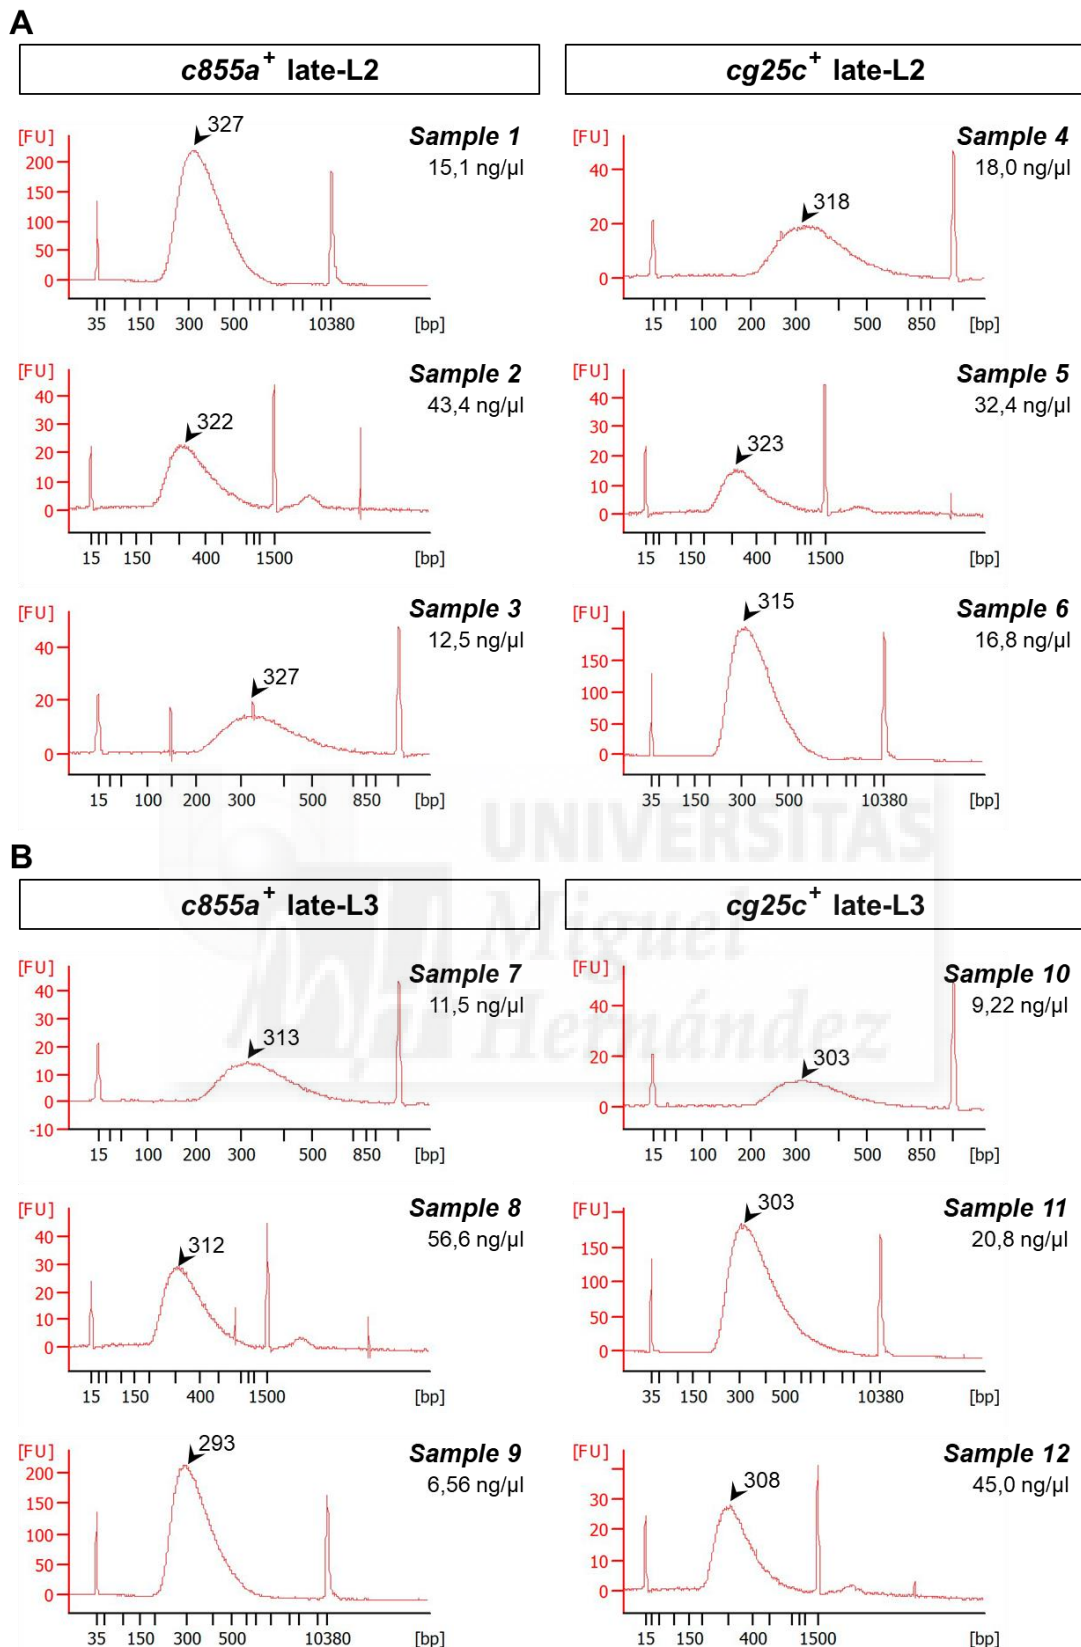 A
c855a+ late-L2
cg25c+ late-L2
[FU]
327
Sample 1
15,1 ng/µl
200
150
100
50
0
35 150 300 500 10380 [bp]
[FU]
Sample 4
18,0 ng/µl
318
40
20
0
15 100 200 300 500 850 [bp]
[FU]
Sample 2
43,4 ng/µl
322
40
30
20
10
0
15 150 400 1500 [bp]
[FU]
Sample 5
32,4 ng/µl
323
40
30
20
10
0
15 150 400 1500 [bp]
[FU]
Sample 3
12,5 ng/µl
327
40
20
0
15 100 200 300 500 850 [bp]
[FU]
315
Sample 6
16,8 ng/µl
150
100
50
0
35 150 300 500 10380 [bp]
UNIVERSITAS
Miguel
Hernández
B
c855a+ late-L3
cg25c+ late-L3
[FU]
Sample 7
11,5 ng/µl
313
40
30
20
10
0
-10
15 100 200 300 500 850 [bp]
[FU]
Sample 10
9,22 ng/µl
303
40
20
0
15 100 200 300 500 850 [bp]
[FU]
Sample 8
56,6 ng/µl
312
40
30
20
10
0
15 150 400 1500 [bp]
[FU]
303
Sample 11
20,8 ng/µl
150
100
50
0
35 150 300 500 10380 [bp]
[FU]
293
Sample 9
6,56 ng/µl
200
150
100
50
0
35 150 300 500 10380 [bp]
[FU]
Sample 12
45,0 ng/µl
308
30
20
10
0
15 150 400 1500 [bp]